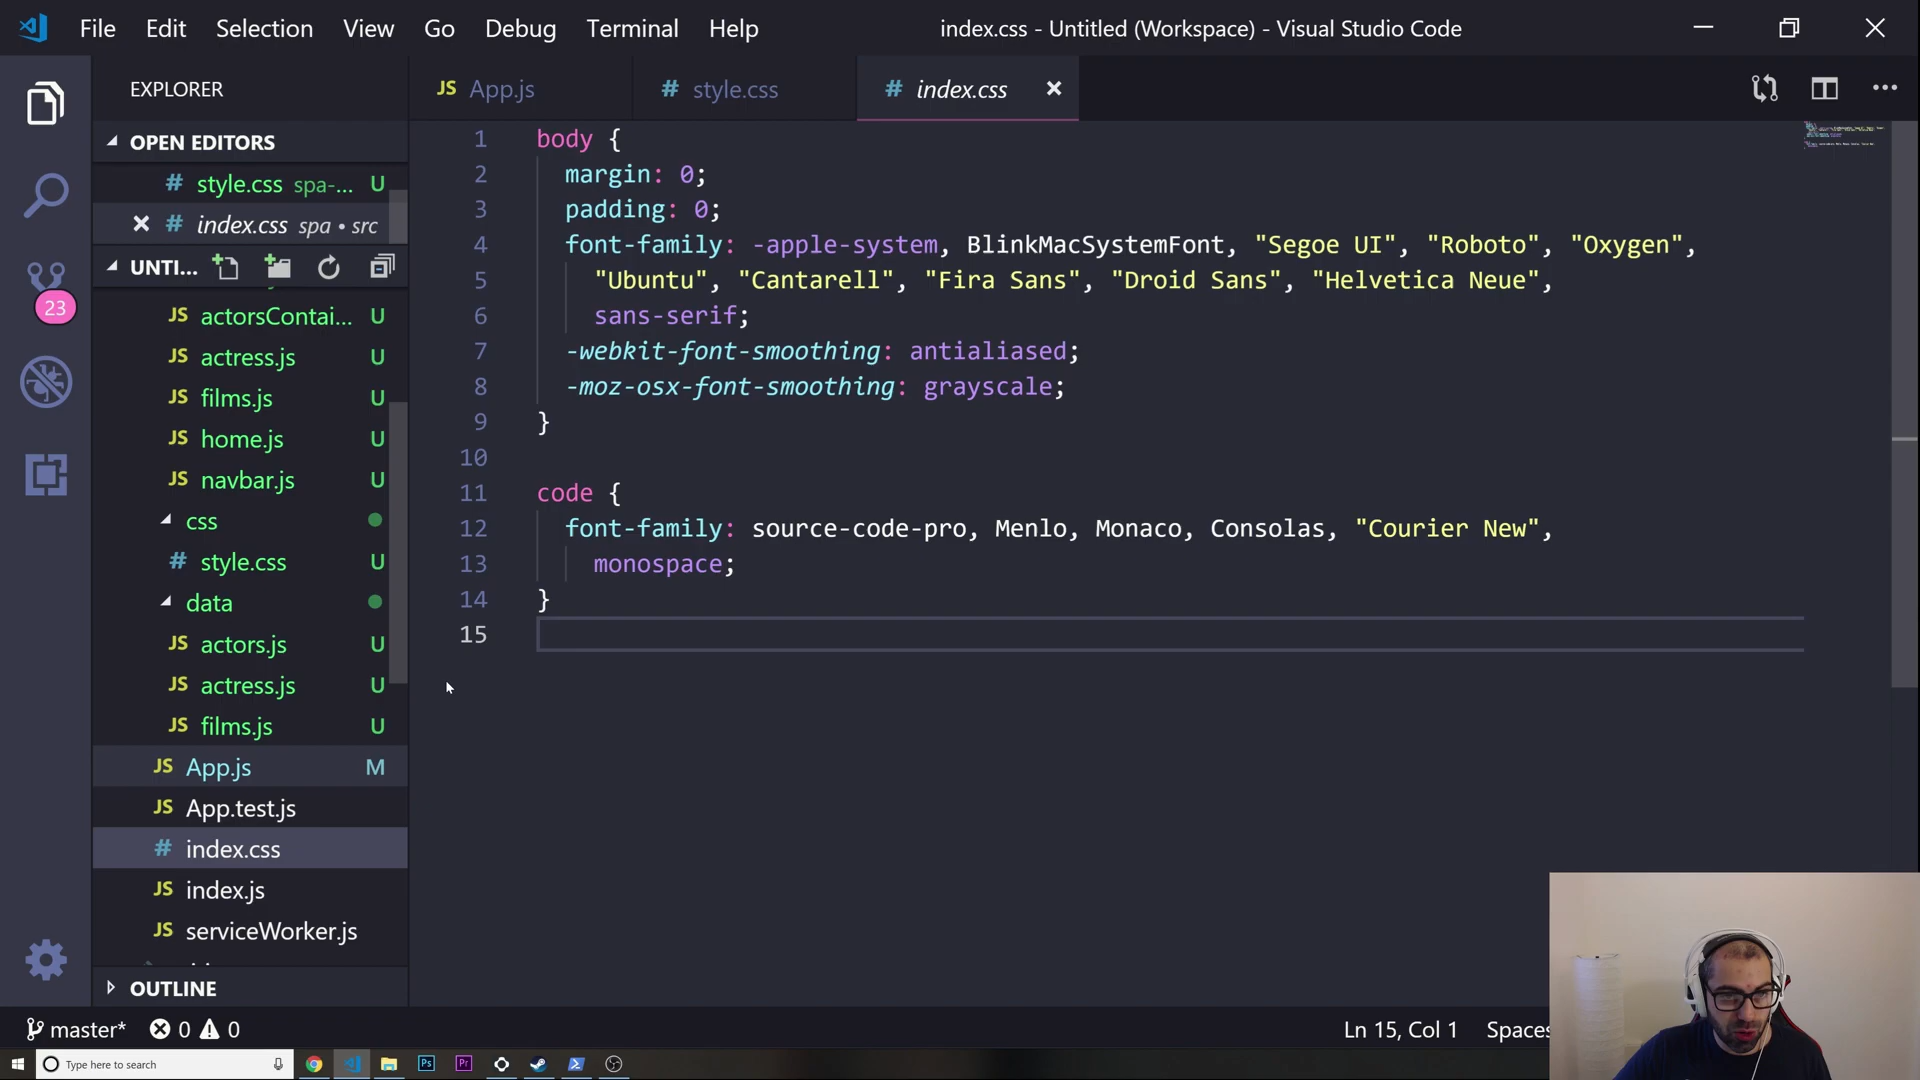 File Edit Selection View Go Debug Terminal Help
index.css - Untitled (Workspace) - Visual Studio Code
EXPLORER
OPEN EDITORS
# style.css spa-... U
# index.css spa • src
UNTI...
23
JS actorsContai... U
JS actress.js U
JS films.js U
JS home.js U
JS navbar.js U
css
# style.css U
data
JS actors.js U
JS actress.js U
JS films.js U
JS App.js M
JS App.test.js
# index.css
JS index.js
JS serviceWorker.js
OUTLINE
JS App.js
# style.css
# index.css
1 body {
2 margin: 0;
3 padding: 0;
4 font-family: -apple-system, BlinkMacSystemFont, "Segoe UI", "Roboto", "Oxygen",
5 "Ubuntu", "Cantarell", "Fira Sans", "Droid Sans", "Helvetica Neue",
6 sans-serif;
7 -webkit-font-smoothing: antialiased;
8 -moz-osx-font-smoothing: grayscale;
9 }
10
11 code {
12 font-family: source-code-pro, Menlo, Monaco, Consolas, "Courier New",
13 monospace;
14 }
15
master* 0 0
Ln 15, Col 1 Spaces
Type here to search
Ps
Pr